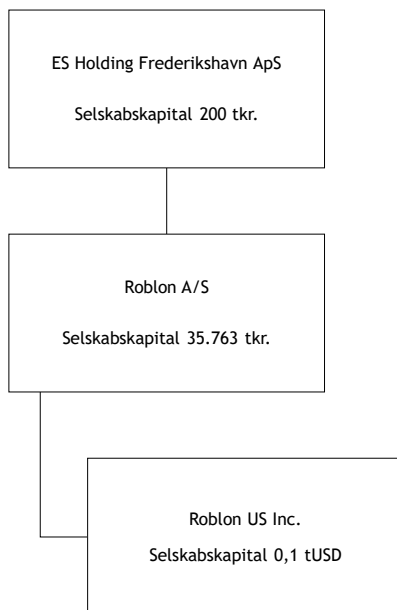 ES Holding Frederikshavn ApS
Selskabskapital 200 tkr.
Roblon A/S
Selskabskapital 35.763 tkr.
Roblon US Inc.
Selskabskapital 0,1 tUSD